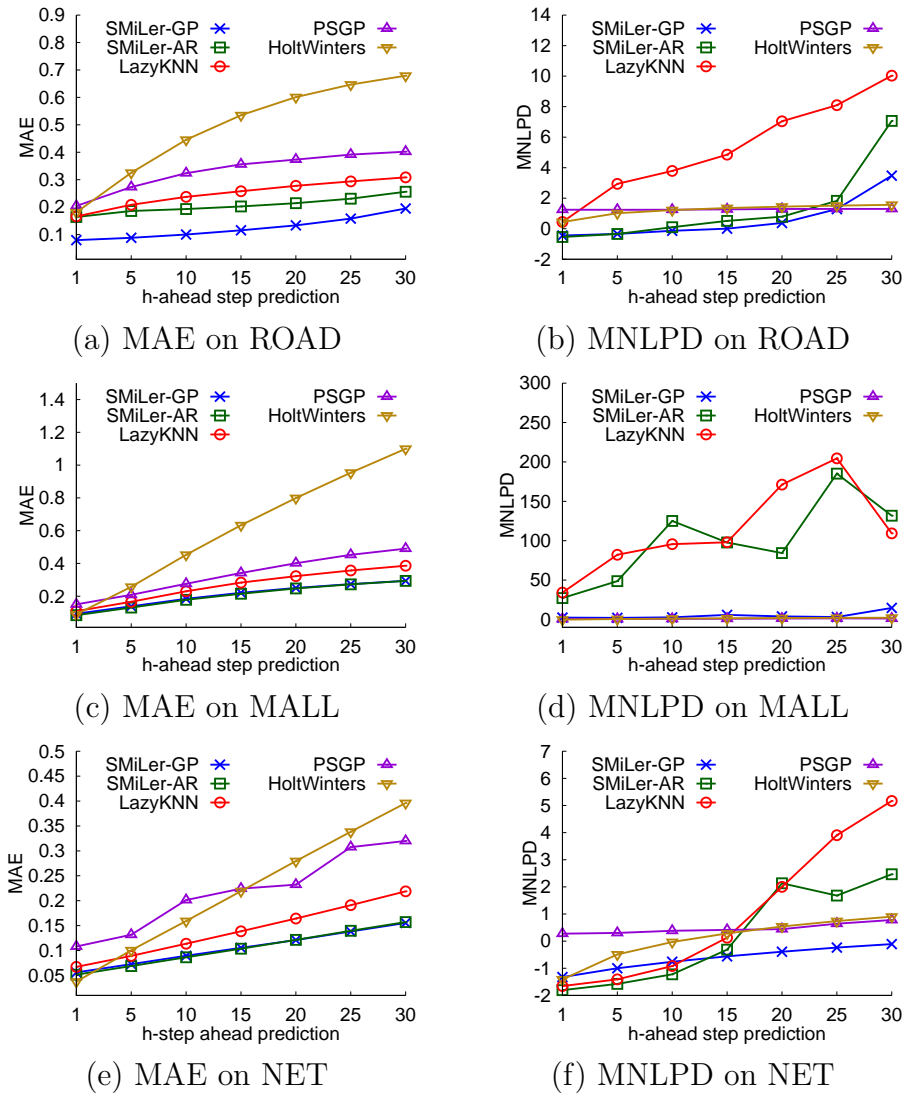 0.9
0.8
0.7
0.6
0.5
0.4
0.3
0.2
0.1
MAE
SMiLer-GP
SMiLer-AR
LazyKNN
PSGP
HoltWinters
1 5 10 15 20 25 30
h-ahead step prediction
(a) MAE on ROAD
14
12
10
8
6
4
2
0
-2
MNLPD
SMiLer-GP
SMiLer-AR
LazyKNN
PSGP
HoltWinters
1 5 10 15 20 25 30
h-ahead step prediction
(b) MNLPD on ROAD
1.4
1.2
1
0.8
0.6
0.4
0.2
MAE
SMiLer-GP
SMiLer-AR
LazyKNN
PSGP
HoltWinters
1 5 10 15 20 25 30
h-ahead step prediction
(c) MAE on MALL
300
250
200
150
100
50
0
MNLPD
SMiLer-GP
SMiLer-AR
LazyKNN
PSGP
HoltWinters
1 5 10 15 20 25 30
h-ahead step prediction
(d) MNLPD on MALL
0.5
0.45
0.4
0.35
0.3
0.25
0.2
0.15
0.1
0.05
MAE
SMiLer-GP
SMiLer-AR
LazyKNN
PSGP
HoltWinters
1 5 10 15 20 25 30
h-step ahead prediction
(e) MAE on NET
7
6
5
4
3
2
1
0
-1
-2
MNLPD
SMiLer-GP
SMiLer-AR
LazyKNN
PSGP
HoltWinters
1 5 10 15 20 25 30
h-ahead step prediction
(f) MNLPD on NET